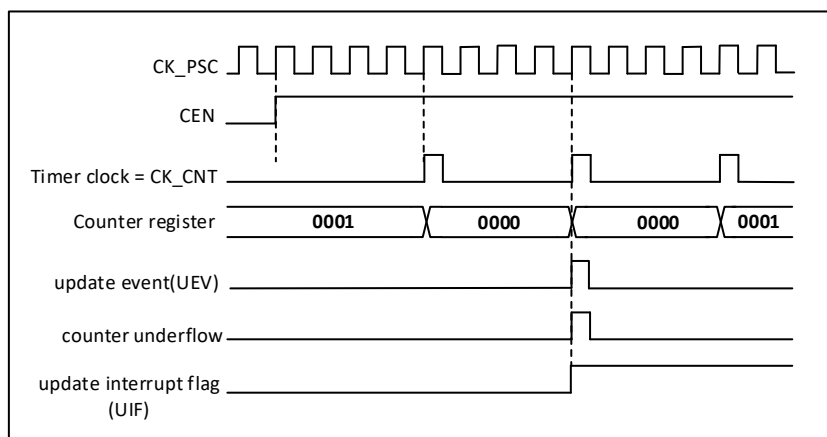 CK_PSC
CEN
Timer clock = CK_CNT
Counter register
0001
0000
0000
0001
update event(UEV)
counter underflow
update interrupt flag
(UIF)